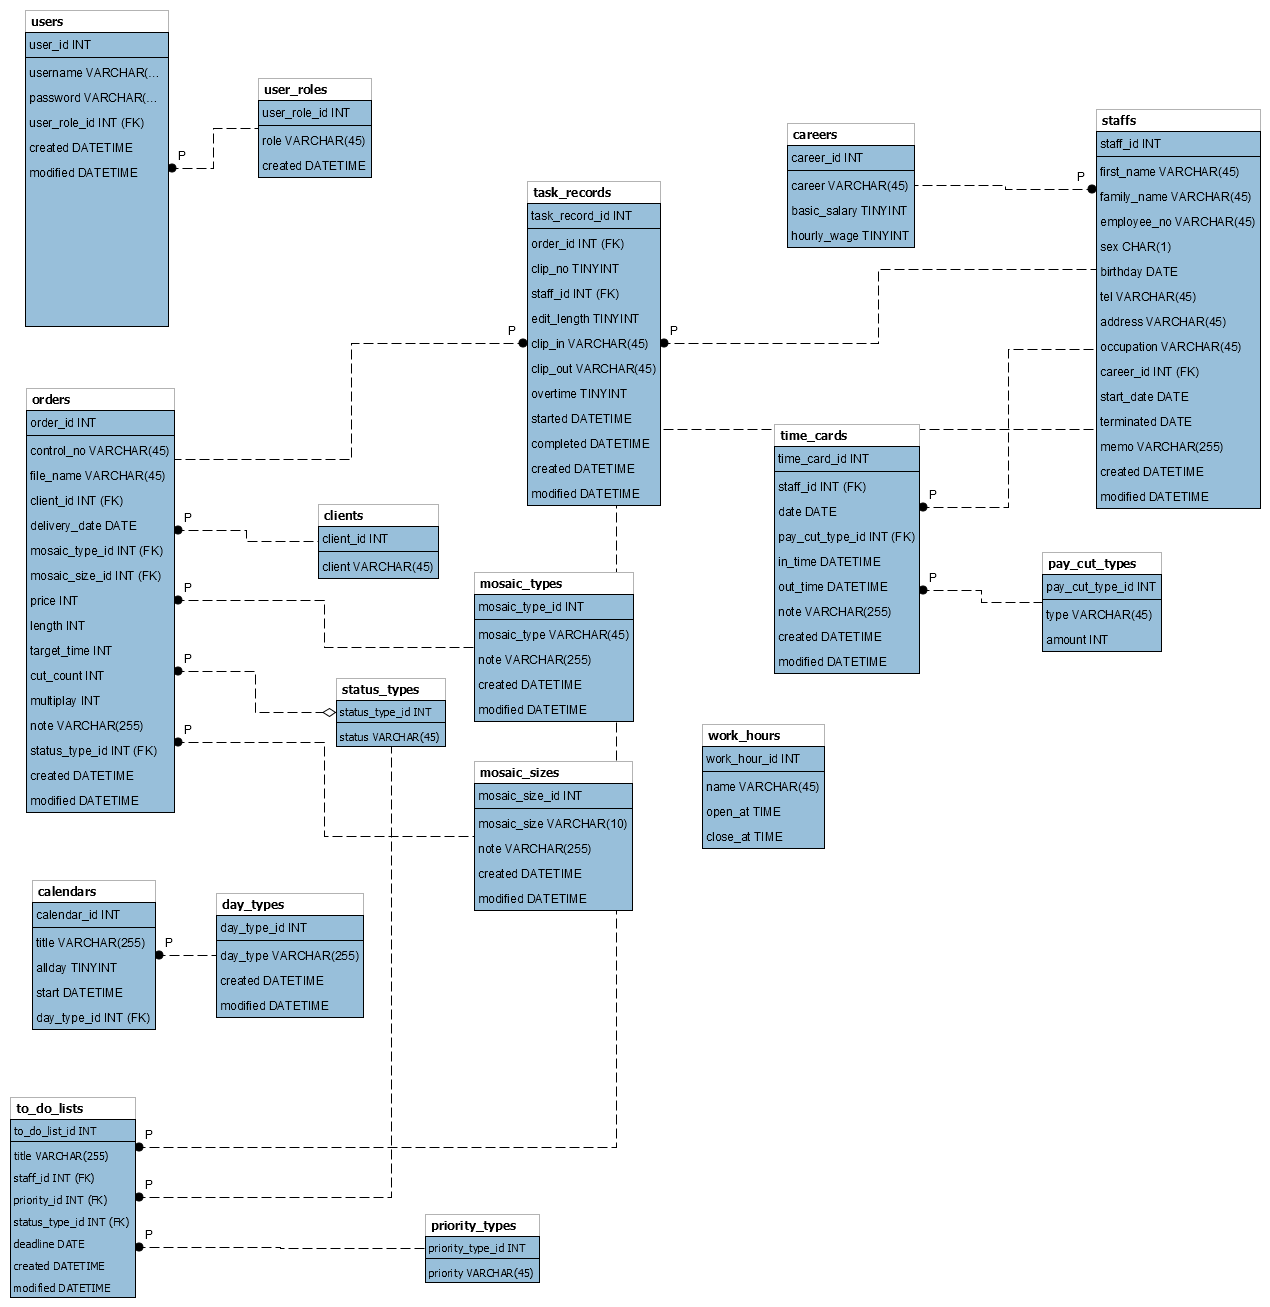 users
user_id INT
username VARCHAR(...
password VARCHAR(...
user_role_id INT (FK)
created DATETIME
modified DATETIME
P
user_roles
user_role_id INT
role VARCHAR(45)
created DATETIME
task_records
task_record_id INT
order_id INT (FK)
clip_no TINYINT
staff_id INT (FK)
edit_length TINYINT
clip_in VARCHAR(45)
clip_out VARCHAR(45)
overtime TINYINT
started DATETIME
completed DATETIME
created DATETIME
modified DATETIME
P
P
careers
career_id INT
career VARCHAR(45)
basic_salary TINYINT
hourly_wage TINYINT
P
staffs
staff_id INT
first_name VARCHAR(45)
family_name VARCHAR(45)
employee_no VARCHAR(45)
sex CHAR(1)
birthday DATE
tel VARCHAR(45)
address VARCHAR(45)
occupation VARCHAR(45)
career_id INT (FK)
start_date DATE
terminated DATE
memo VARCHAR(255)
created DATETIME
modified DATETIME
orders
order_id INT
control_no VARCHAR(45)
file_name VARCHAR(45)
client_id INT (FK)
delivery_date DATE
mosaic_type_id INT (FK)
mosaic_size_id INT (FK)
price INT
length INT
target_time INT
cut_count INT
multiplay INT
note VARCHAR(255)
status_type_id INT (FK)
created DATETIME
modified DATETIME
P
P
P
P
clients
client_id INT
client VARCHAR(45)
mosaic_types
mosaic_type_id INT
mosaic_type VARCHAR(45)
note VARCHAR(255)
created DATETIME
modified DATETIME
status_types
status_type_id INT
status VARCHAR(45)
mosaic_sizes
mosaic_size_id INT
mosaic_size VARCHAR(10)
note VARCHAR(255)
created DATETIME
modified DATETIME
time_cards
time_card_id INT
staff_id INT (FK)
date DATE
pay_cut_type_id INT (FK)
in_time DATETIME
out_time DATETIME
note VARCHAR(255)
created DATETIME
modified DATETIME
P
P
pay_cut_types
pay_cut_type_id INT
type VARCHAR(45)
amount INT
work_hours
work_hour_id INT
name VARCHAR(45)
open_at TIME
close_at TIME
calendars
calendar_id INT
title VARCHAR(255)
allday TINYINT
start DATETIME
day_type_id INT (FK)
P
day_types
day_type_id INT
day_type VARCHAR(255)
created DATETIME
modified DATETIME
to_do_lists
to_do_list_id INT
title VARCHAR(255)
staff_id INT (FK)
priority_id INT (FK)
status_type_id INT (FK)
deadline DATE
created DATETIME
modified DATETIME
P
P
P
priority_types
priority_type_id INT
priority VARCHAR(45)